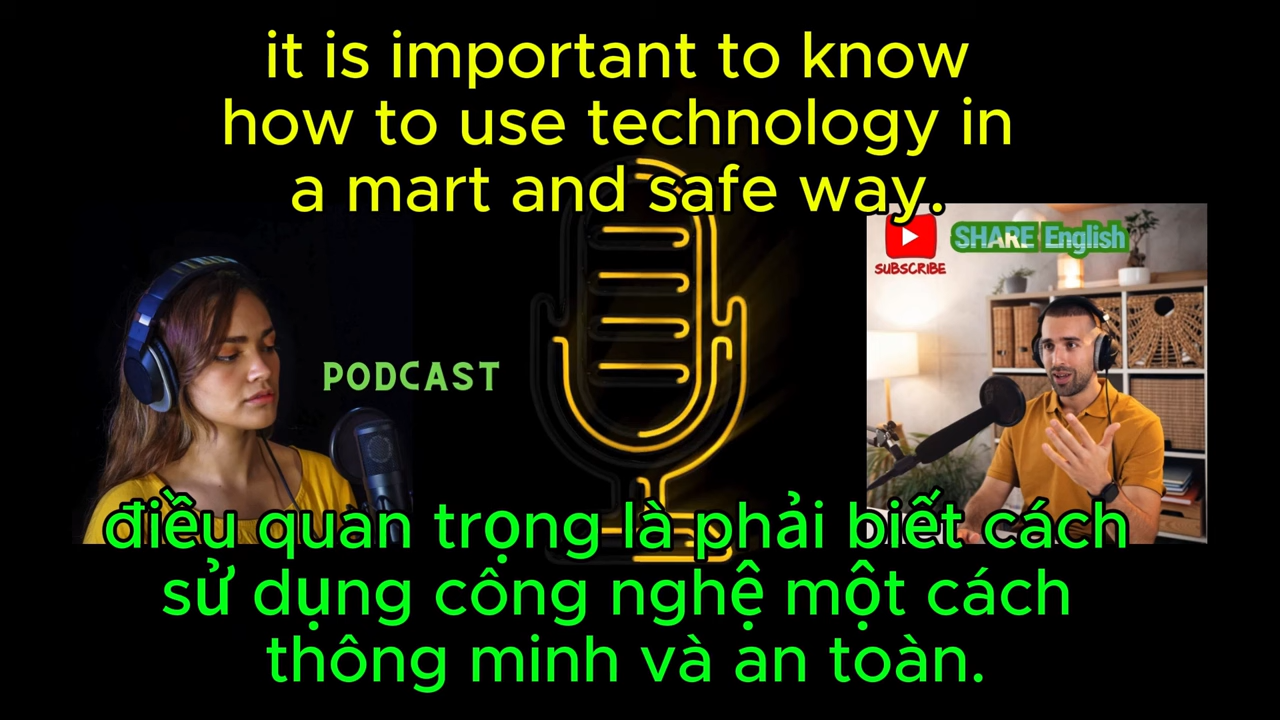 it is important to know
how to use technology in
a mart and safe way.
SUBSCRIBE
SHARE English
PODCAST
điều quan trọng là phải biết cách
sử dụng công nghệ một cách
thông minh và an toàn.